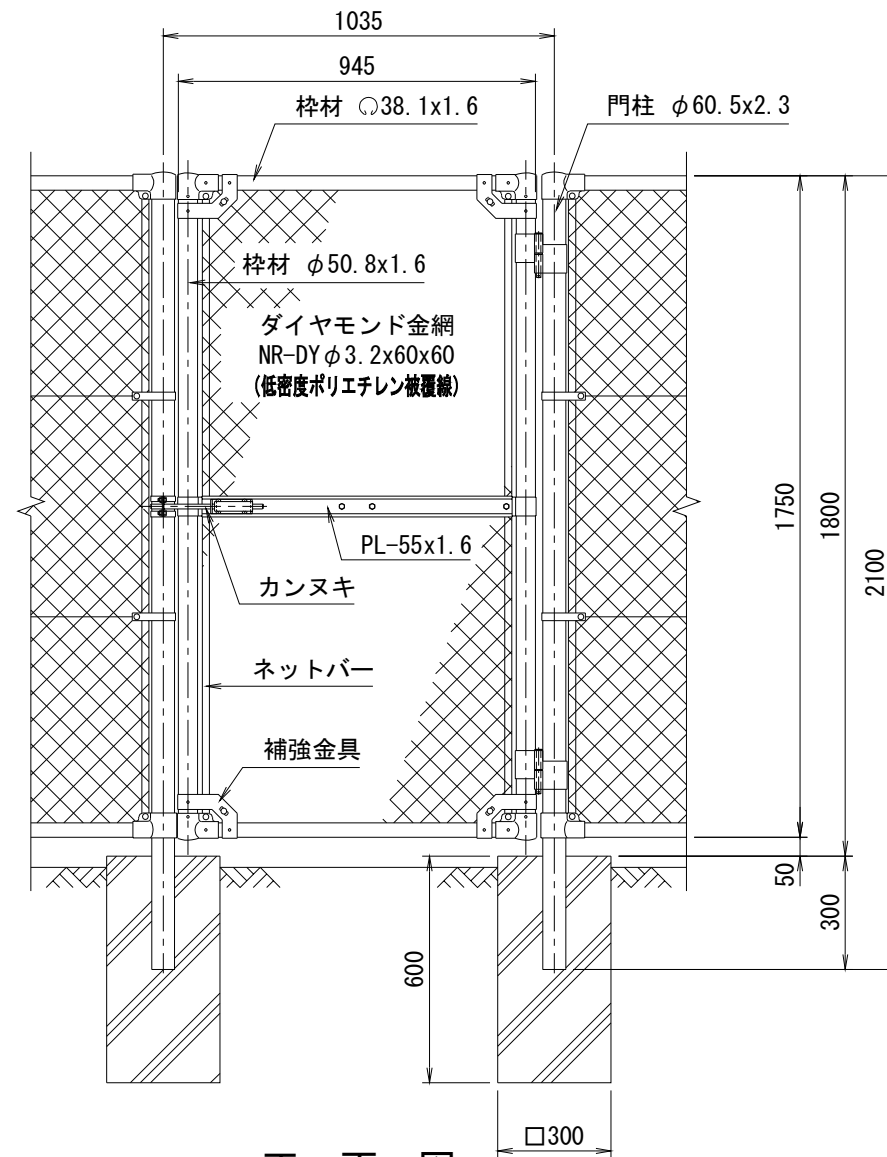 1035
945
枠材 ○38.1x1.6
門柱 φ60.5x2.3
枠材 φ50.8x1.6
ダイヤモンド金網
NR-DYφ3.2x60x60
(低密度ポリエチレン被覆線)
1750
1800
2100
PL-55x1.6
カンヌキ
ネットバー
補強金具
50
300
600
□300